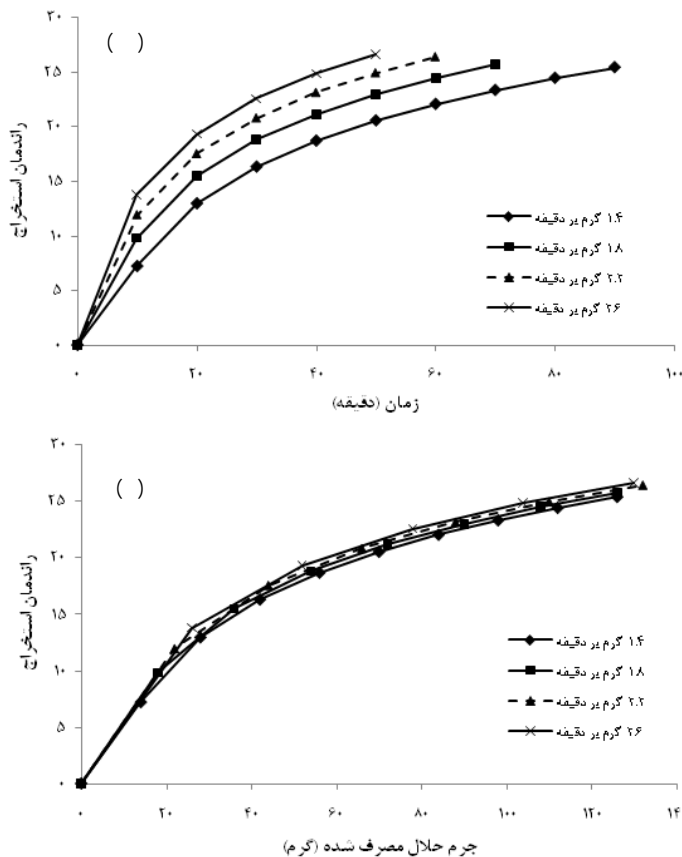 ( )
۳۰
۲۵
۲۰
۱۵
۱۰
۵
۰
راندمان استخراج
۱.۴ گرم بر دقیقه
۱.۸ گرم بر دقیقه
۲.۲ گرم بر دقیقه
۲.۶ گرم بر دقیقه
۰ ۲۰ ۴۰ ۶۰ ۸۰ ۱۰۰
زمان (دقیقه)
( )
۳۰
۲۵
۲۰
۱۵
۱۰
۵
۰
راندمان استخراج
۱.۴ گرم بر دقیقه
۱.۸ گرم بر دقیقه
۲.۲ گرم بر دقیقه
۲.۶ گرم بر دقیقه
۰ ۲۰ ۴۰ ۶۰ ۸۰ ۱۰۰ ۱۲۰ ۱۴
جرم حلال مصرف شده (گرم)